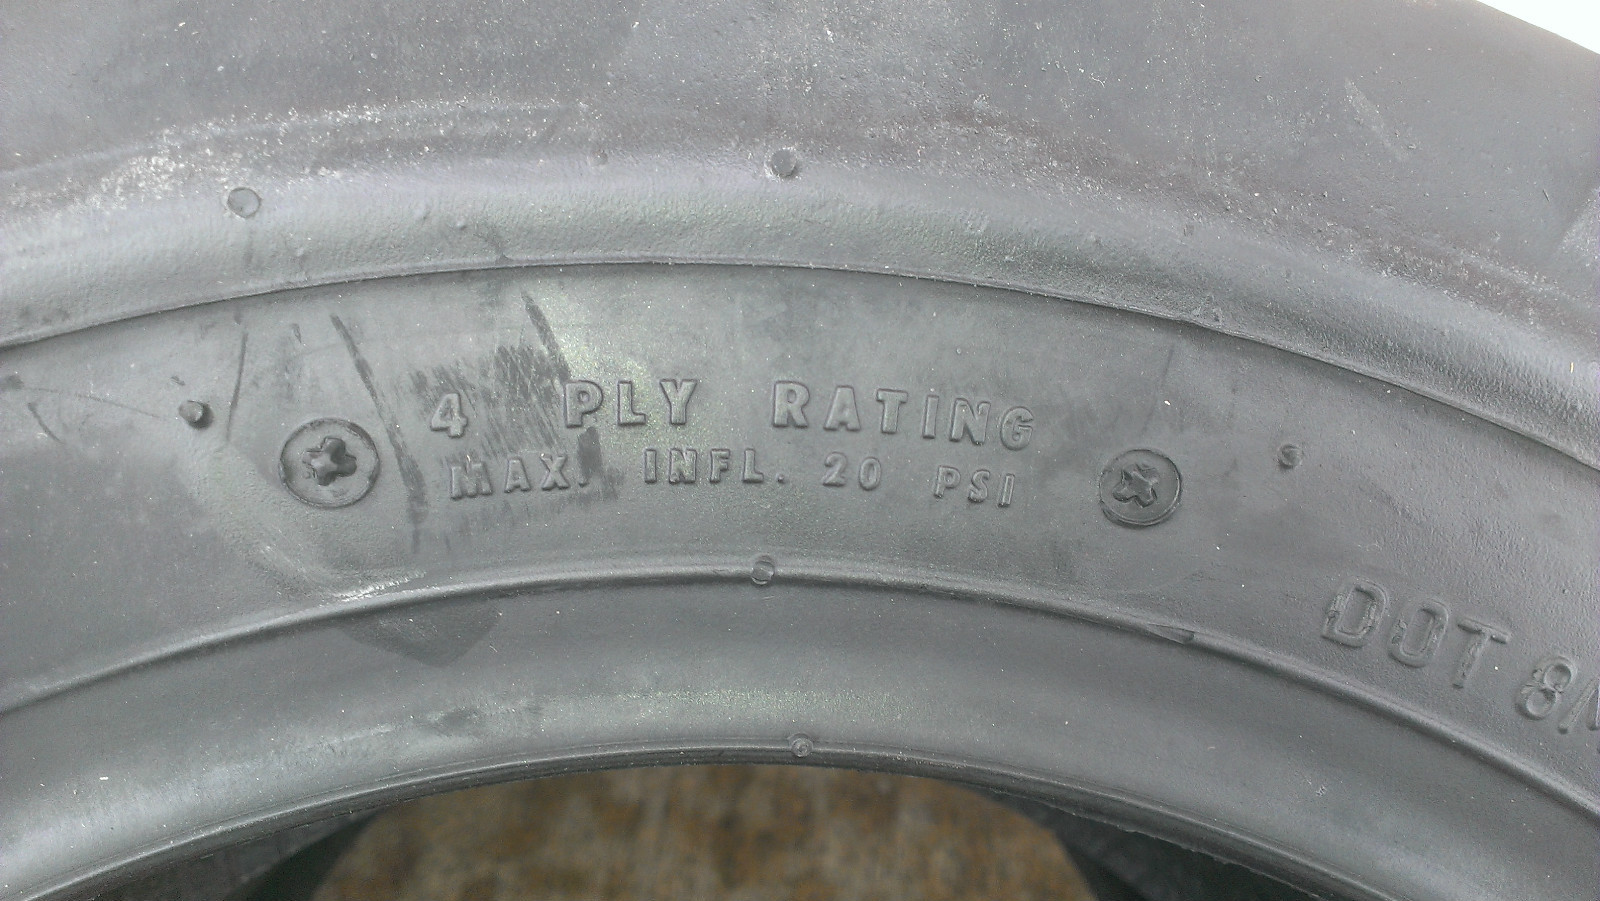 4 PLY RATING
MAX. INFL. 20 PSI
DOT